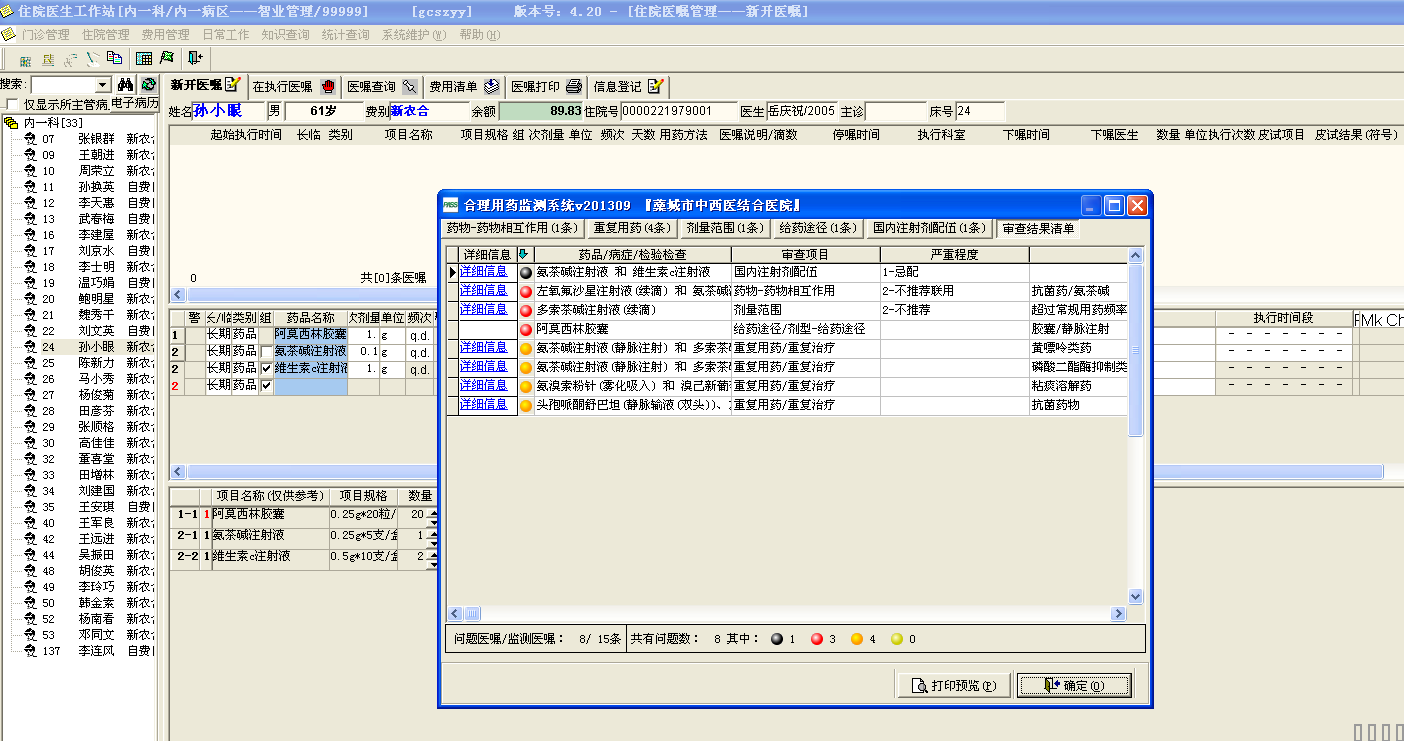 住院医生工作站[内一科/内一病区——智业管理/99999] [gcszyy] 版本号: 4.20 - [住院医嘱管理——新开医嘱]
门诊管理 住院管理 费用管理 日常工作 知识查询 统计查询 系统维护(W) 帮助(H)
搜索:
仅显示所主管病 电子病历
新开医嘱 在执行医嘱 医嘱查询 费用清单 医嘱打印 信息登记
姓名 孙小眼 男 61岁 费别 新农合 余额 89.83 住院号 0000221979001 医生 岳庆祝/2005 主诊 床号 24
起始执行时间 长临 类别 项目名称 项目规格 组 次剂量 单位 频次 天数 用药方法 医嘱说明/滴数 停嘱时间 执行科室 下嘱时间 下嘱医生 数量 单位 执行次数 皮试项目 皮试结果(符号)
0 共[0]条医嘱
内一科[33]
07 张银群 新农
09 王朝进 新农
10 周荣立 新农
11 孙换英 自费
12 李天惠 自费
13 武春梅 新农
16 李建屋 新农
17 刘京水 自费
18 李士明 新农
19 温巧娟 自费
20 鲍明星 新农
21 魏秀千 新农
22 刘文英 自费
24 孙小眼 新农
25 陈新力 新农
26 马小秀 新农
27 杨俊菊 新农
28 田彦芬 新农
29 张顺格 新农
30 高佳佳 新农
32 董喜堂 新农
33 田增林 新农
34 刘建国 新农
35 王安琪 自费
40 王军良 新农
42 王远进 新农
44 吴振田 新农
48 胡俊英 新农
49 李玲巧 新农
50 韩金索 新农
52 杨南看 新农
53 邓同文 新农
137 李连凤 自费
警 长/临 类别 组 药品名称 次剂量 单位 频次
1 长期 药品 阿莫西林胶囊 1. g q.d.
2 长期 药品 氨茶碱注射液 0.1 g q.d.
2 长期 药品 维生素c注射液 1. g q.d.
2 长期 药品
执行时间段
Mk Ch
项目名称(仅供参考) 项目规格 数量
1-1 1 阿莫西林胶囊 0.25g*20粒/ 20
2-1 1 氨茶碱注射液 0.25g*5支/盒 1
2-2 1 维生素c注射液 0.5g*10支/盒 2
PASS 合理用药监测系统v201309 『藁城市中西医结合医院』
药物-药物相互作用(1条) 重复用药(4条) 剂量范围(1条) 给药途径(1条) 国内注射剂配伍(1条) 审查结果清单
详细信息 药品/病症/检验检查 审查项目 严重程度
详细信息 氨茶碱注射液 和 维生素c注射液 国内注射剂配伍 1-忌配
详细信息 左氧氟沙星注射液(续滴) 和 氨茶碱 药物-药物相互作用 2-不推荐联用 抗菌药/氨茶碱
详细信息 多索茶碱注射液(续滴) 剂量范围 2-不推荐 超过常规用药频率
阿莫西林胶囊 给药途径/剂型-给药途径 胶囊/静脉注射
详细信息 氨茶碱注射液(静脉注射) 和 多索茶 重复用药/重复治疗 黄嘌呤类药
详细信息 氨茶碱注射液(静脉注射) 和 多索茶 重复用药/重复治疗 磷酸二酯酶抑制类
详细信息 氨溴索粉针(雾化吸入) 和 溴己新葡 重复用药/重复治疗 粘痰溶解药
详细信息 头孢哌酮舒巴坦(静脉输液(双头))、 重复用药/重复治疗 抗菌药物
问题医嘱/监测医嘱: 8/ 15条 共有问题数: 8 其中: 1 3 4 0
打印预览(P) 确定(O)